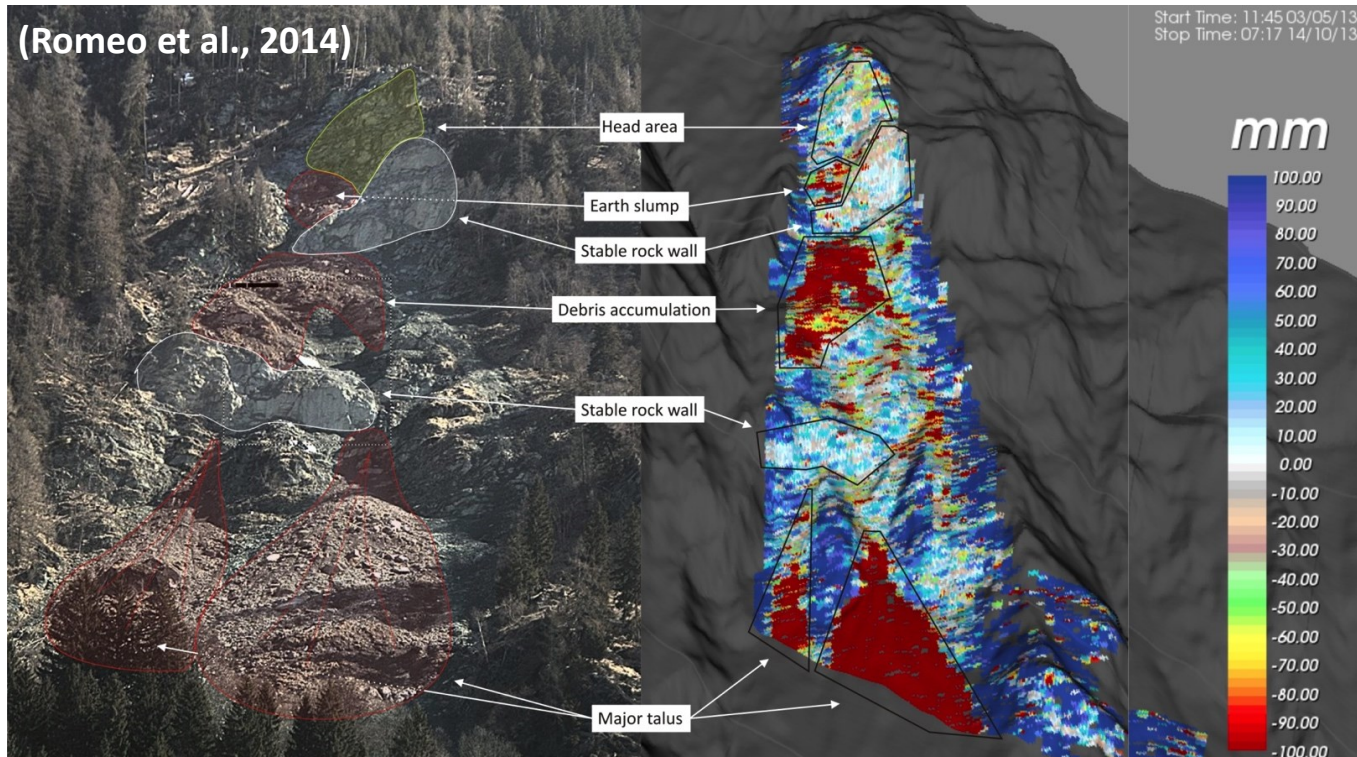 (Romeo et al., 2014)
Start Time: 11:45 03/05/13
Stop Time: 07:17 14/10/13
Head area
Earth slump
Stable rock wall
Debris accumulation
Stable rock wall
Major talus
mm
100.00
90.00
80.00
70.00
60.00
50.00
40.00
30.00
20.00
10.00
0.00
-10.00
-20.00
-30.00
-40.00
-50.00
-60.00
-70.00
-80.00
-90.00
-100.00